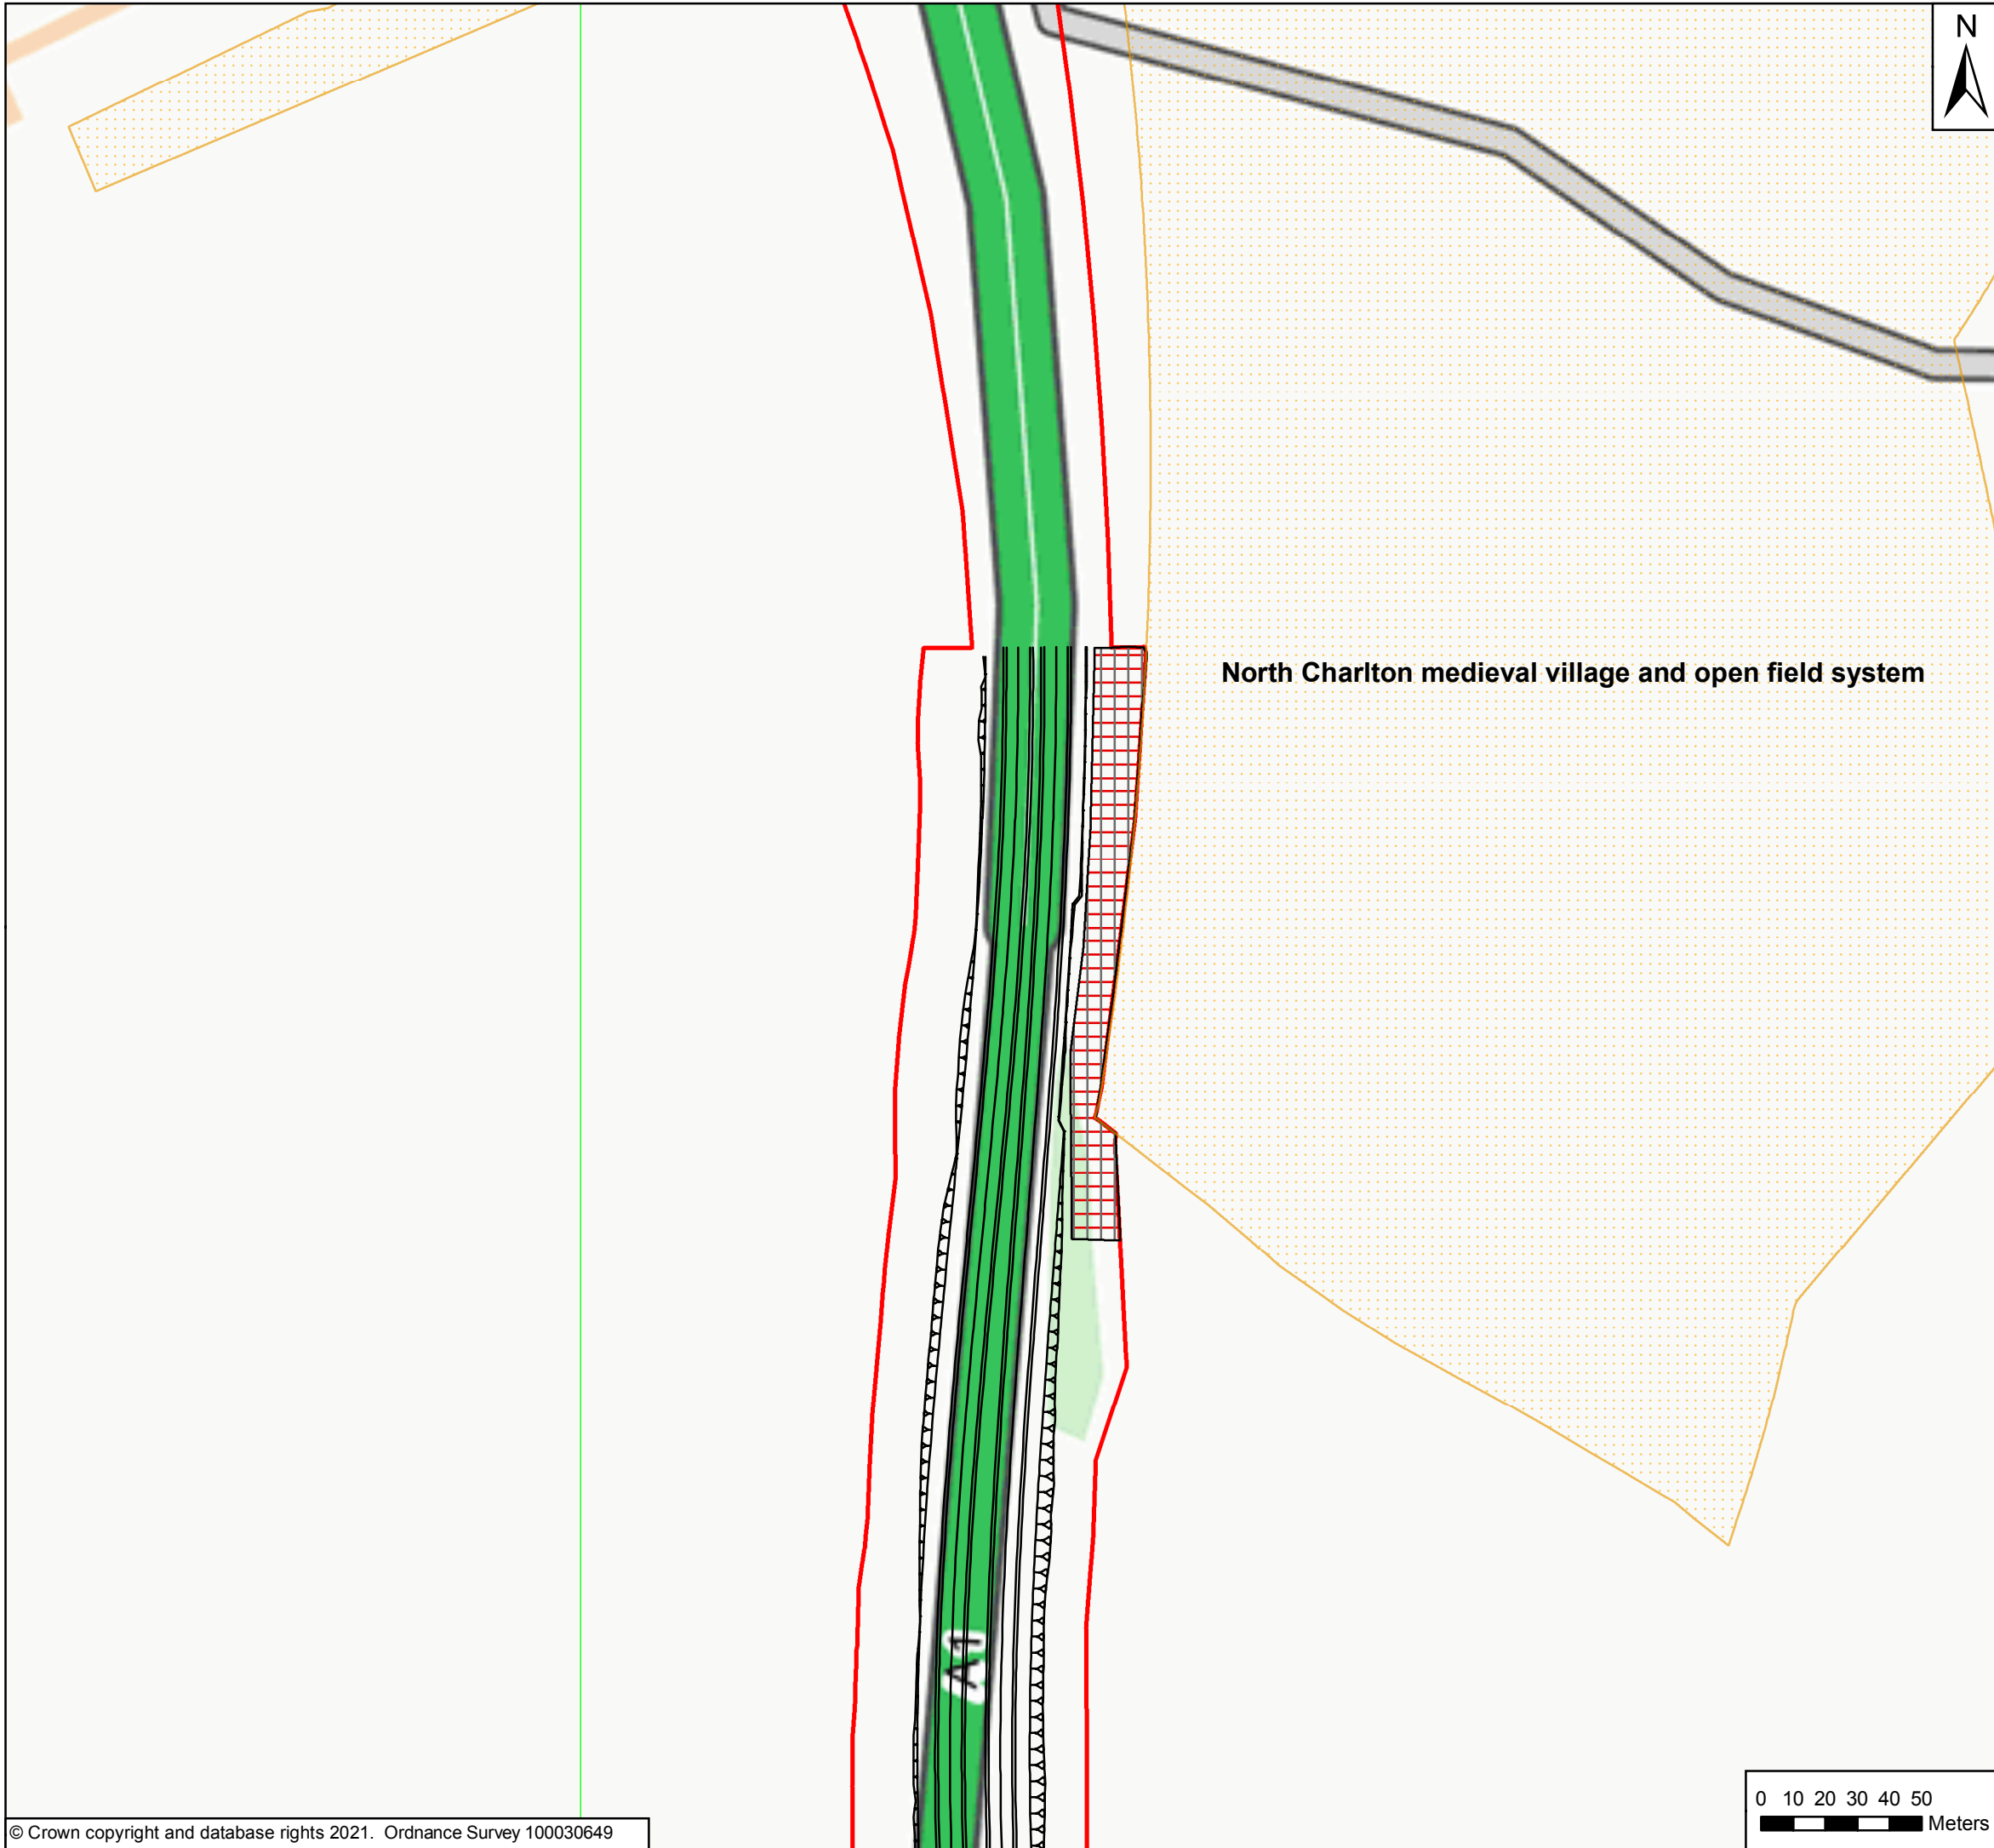 N
North Charlton medieval village and open field system
A1
0 10 20 30 40 50
Meters
© Crown copyright and database rights 2021. Ordnance Survey 100030649